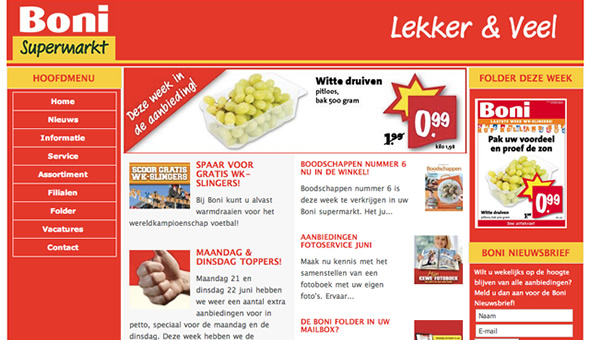 Boni
Supermarkt
Lekker & Veel
HOOFDMENU
Home
Nieuws
Informatie
Service
Assortiment
Filialen
Folder
Vacatures
Contact
Deze week in
de aanbieding!
Witte druiven
pitloos,
bak 500 gram
1.99
0.99
kilo 1,98
SPAAR VOOR
GRATIS WK-
SLINGERS!
SCOOR GRATIS
WK-SLINGERS
Bij Boni kunt u alvast
warmdraaien voor het
wereldkampioenschap voetbal!
MAANDAG &
DINSDAG TOPPERS!
Maandag 21 en
dinsdag 22 juni hebben
we weer een aantal extra
aanbiedingen voor in
petto, speciaal voor de maandag en de
dinsdag. Deze week hebben we de
BOODSCHAPPEN NUMMER 6
NU IN DE WINKEL!
Boodschappen nummer 6 is
deze week te verkrijgen in uw
Boni supermarkt. Het ju...
Boodschappen
AANBIEDINGEN
FOTOSERVICE JUNI
Maak nu kennis met het
samenstellen van een
fotoboek met uw eigen
foto's. Ervaar...
CEWE FOTOBOEK
DE BONI FOLDER IN UW
MAILBOX?
FOLDER DEZE WEEK
Boni
LAATSTE WEEK WK-SLINGERS!
Pak uw voordeel
en proef de zon
0.99
Witte druiven
BONI NIEUWSBRIEF
Wilt u wekelijks op de hoogte
blijven van alle aanbiedingen?
Meld u dan aan voor de Boni
Nieuwsbrief!
Naam
E-mail